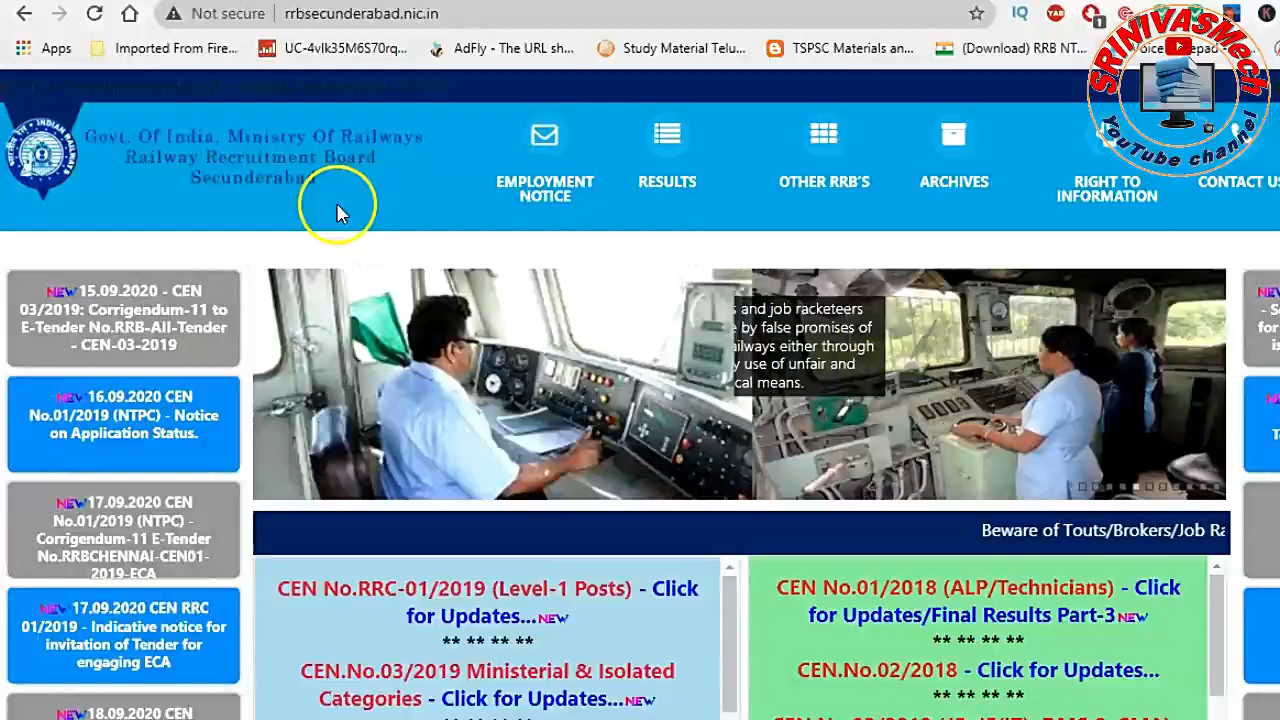 Not secure
rrbsecunderabad.nic.in
IQ
YAB
1
K
Apps
Imported From Fire...
UC-4vlk35M6S70rq...
AdFly - The URL sh...
Study Material Telu...
TSPSC Materials an...
(Download) RRB NT...
SRINIVASMech
YouTube channel
Govt. Of India, Ministry Of Railways
Railway Recruitment Board
Secunderabad
INDIAN RAILWAYS
EMPLOYMENT
NOTICE
RESULTS
OTHER RRB'S
ARCHIVES
RIGHT TO
INFORMATION
CONTACT US
NEW 15.09.2020 - CEN
03/2019: Corrigendum-11 to
E-Tender No.RRB-All-Tender
- CEN-03-2019
NEW 16.09.2020 CEN
No.01/2019 (NTPC) - Notice
on Application Status.
NEW 17.09.2020 CEN
No.01/2019 (NTPC) -
Corrigendum-11 E-Tender
No.RRBCHENNAI-CEN01-
2019-ECA
NEW 17.09.2020 CEN RRC
01/2019 - Indicative notice for
invitation of Tender for
engaging ECA
NEW 18.09.2020 CEN
s and job racketeers
e by false promises of
ailways either through
y use of unfair and
cal means.
Beware of Touts/Brokers/Job Ra
CEN No.RRC-01/2019 (Level-1 Posts) - Click
for Updates...NEW
** ** ** **
CEN.No.03/2019 Ministerial & Isolated
Categories - Click for Updates...NEW
** ** ** **
CEN No.01/2018 (ALP/Technicians) - Click
for Updates/Final Results Part-3NEW
** ** ** **
CEN.No.02/2018 - Click for Updates...
** ** ** **